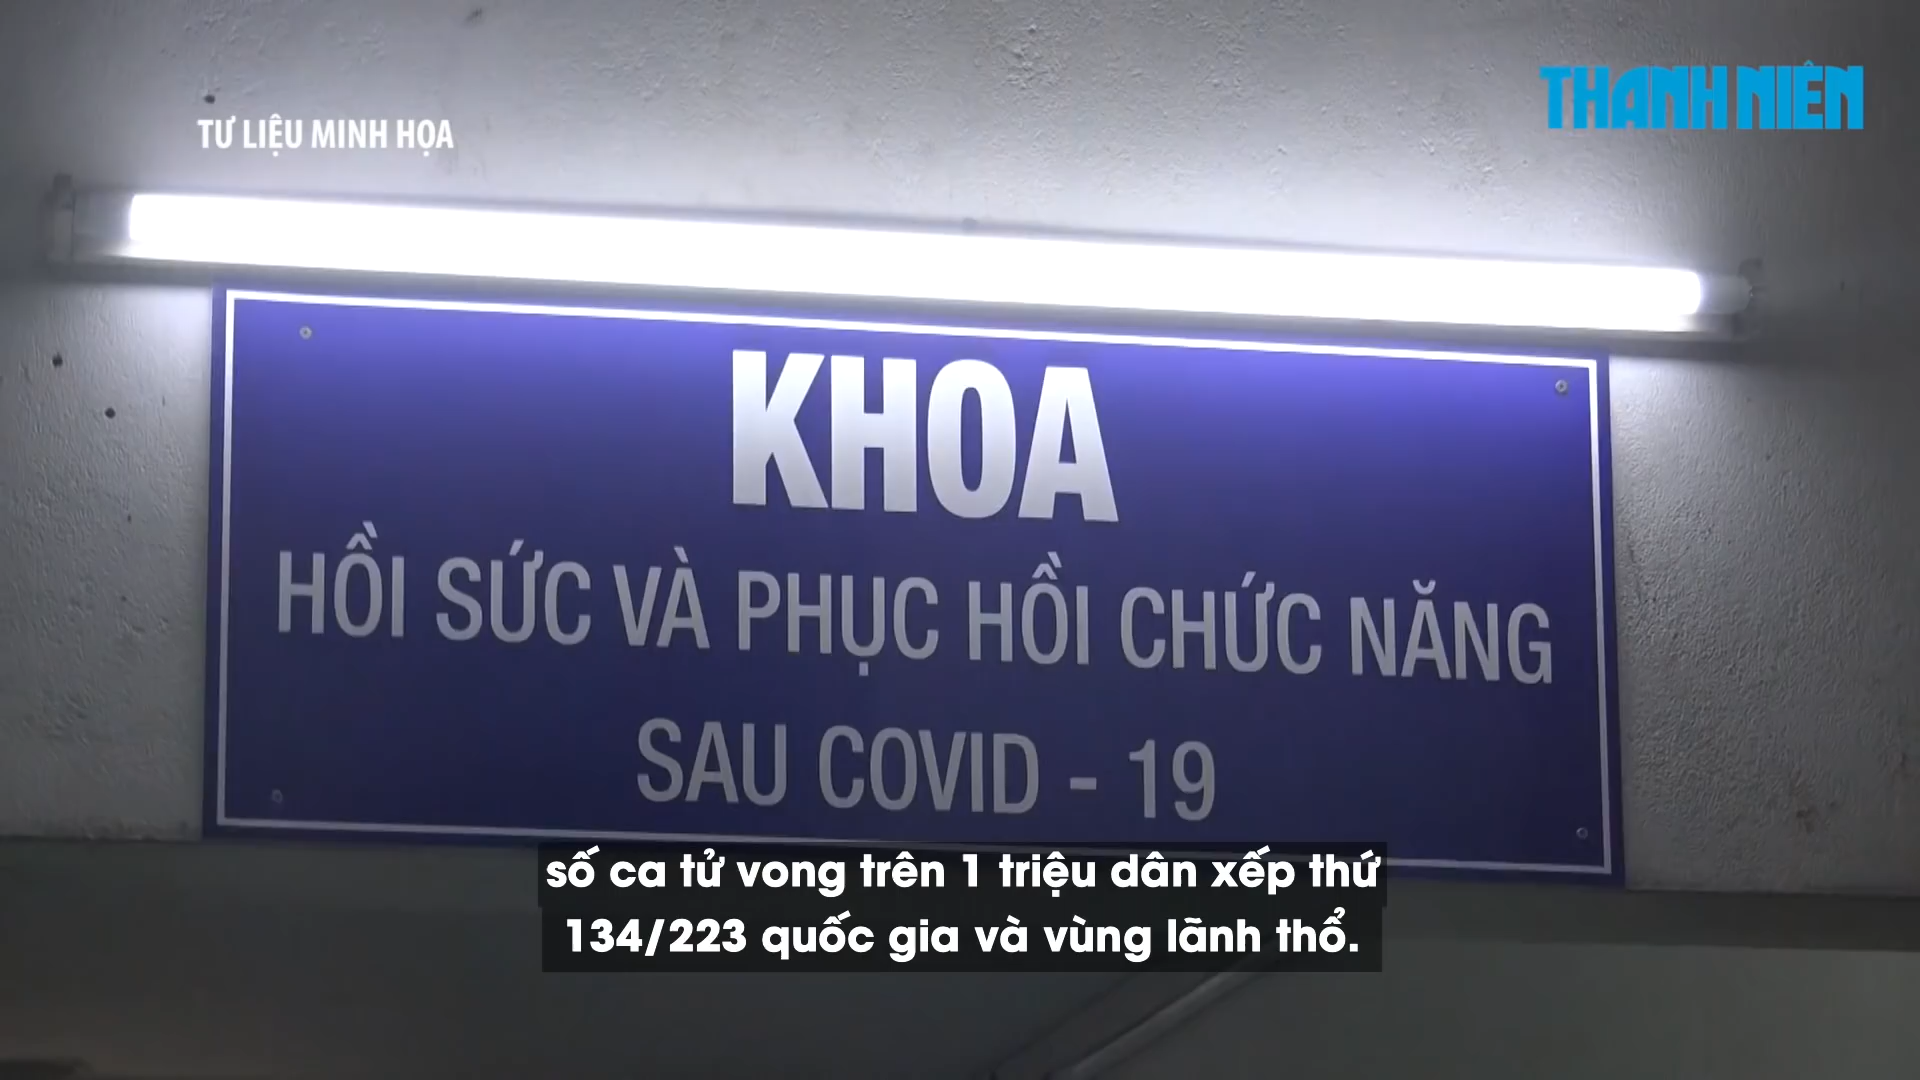 THANH NIÊN
TƯ LIỆU MINH HỌA
KHOA
HỒI SỨC VÀ PHỤC HỒI CHỨC NĂNG
SAU COVID - 19
số ca tử vong trên 1 triệu dân xếp thứ
134/223 quốc gia và vùng lãnh thổ.